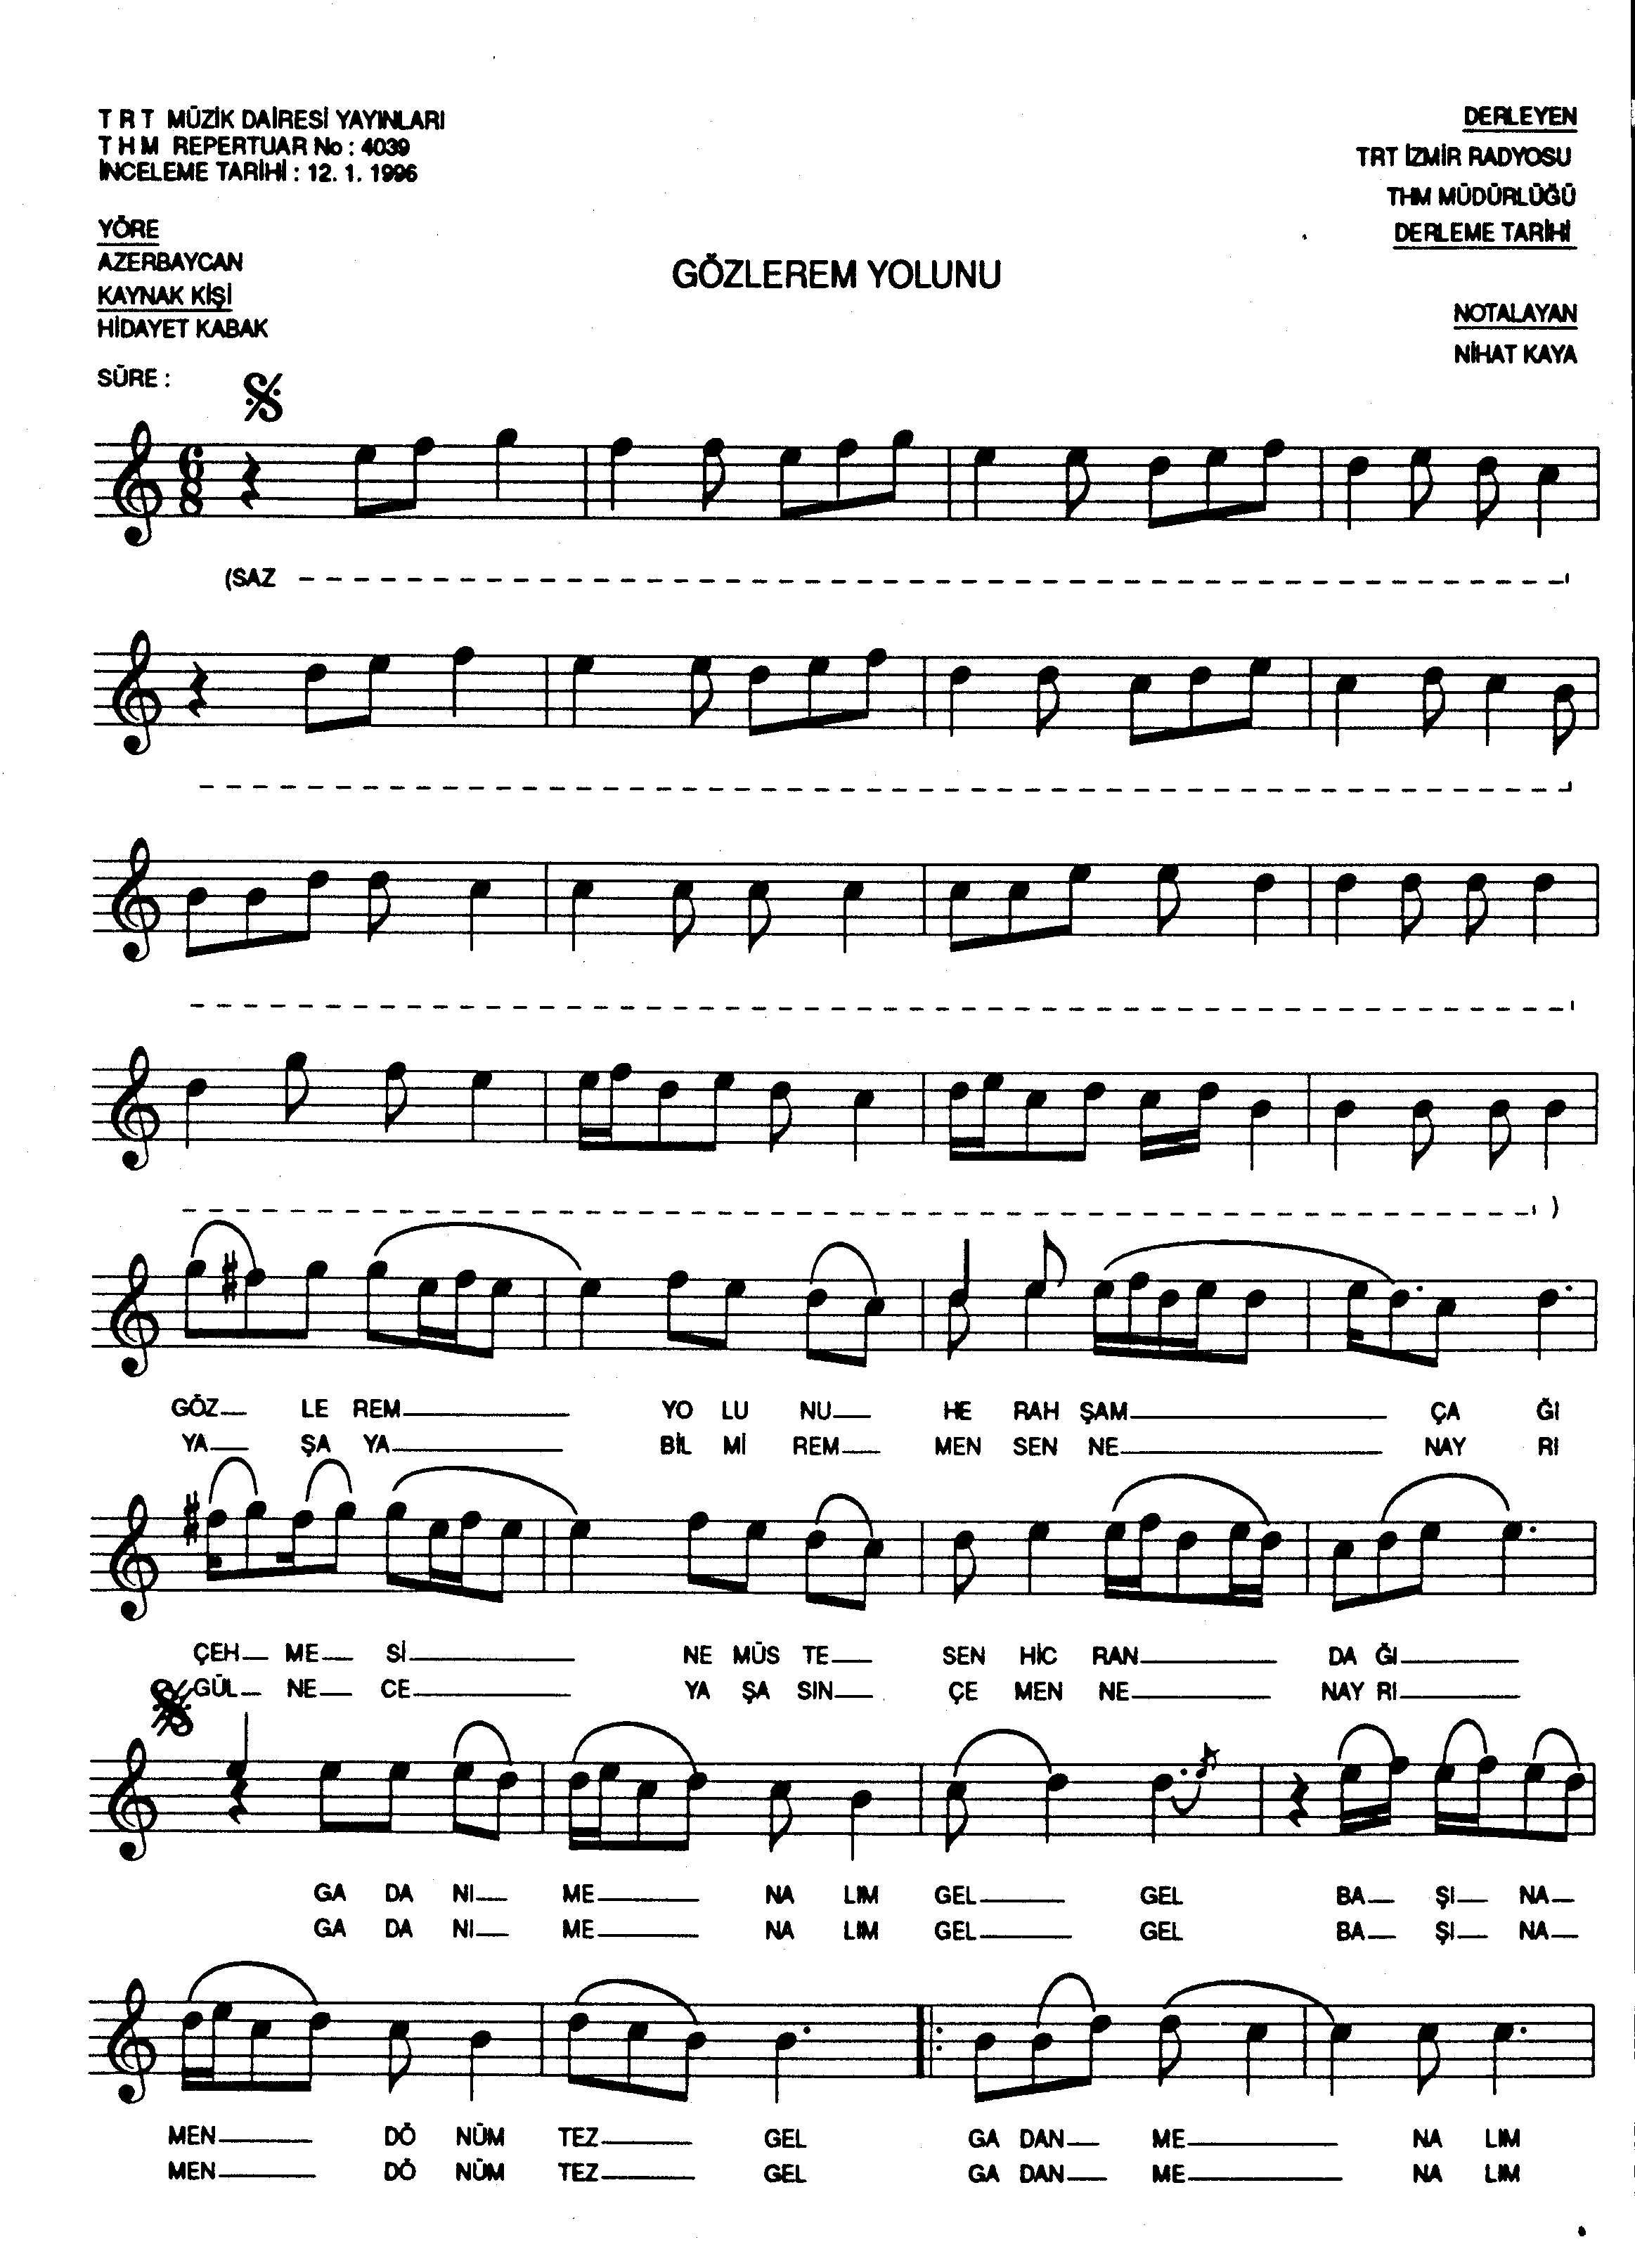 T R T MÜZİK DAİRESİ YAYINLARI
T H M REPERTUAR No : 4039
İNCELEME TARİHİ : 12. 1. 1996
DERLEYEN
TRT İZMİR RADYOSU
THM MÜDÜRLÜĞÜ
DERLEME TARİHİ
YÖRE
AZERBAYCAN
KAYNAK KİŞİ
HİDAYET KABAK
GÖZLEREM YOLUNU
NOTALAYAN
NİHAT KAYA
SÜRE :
6
8
(SAZ
)
GÖZ LE REM YO LU NU HE RAH ŞAM ÇA ĞI
YA ŞA YA BİL Mİ REM MEN SEN NE NAY RI
ÇEH ME Sİ NE MÜS TE SEN HİC RAN DA ĞI
GÜL NE CE YA ŞA SIN ÇE MEN NE NAY RI
GA DA NI ME NA LIM GEL GEL BA ŞI NA
GA DA NI ME NA LIM GEL GEL BA ŞI NA
MEN DÖ NÜM TEZ GEL GA DAN ME NA LIM
MEN DÖ NÜM TEZ GEL GA DAN ME NA LIM